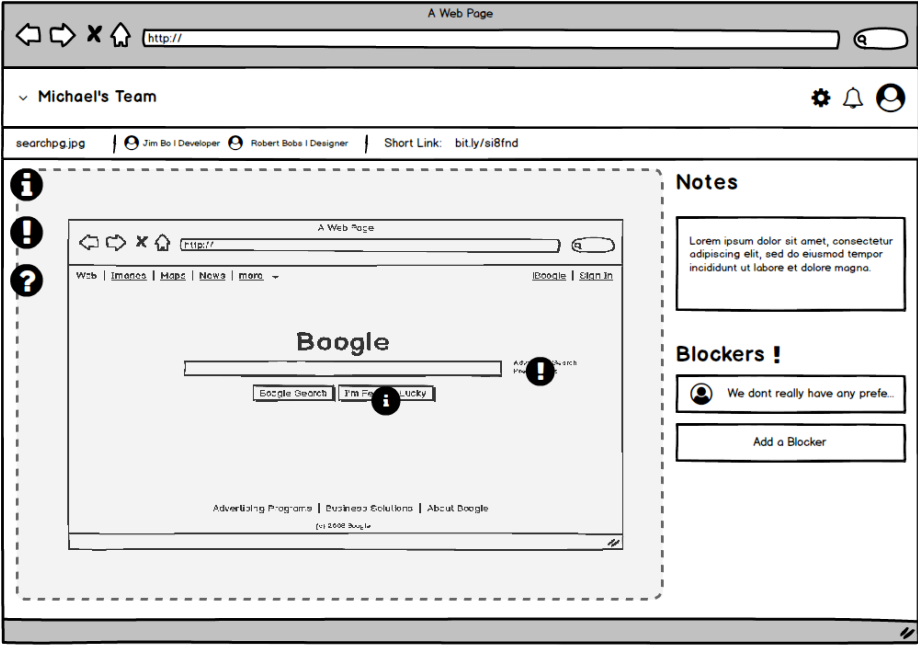 A Web Page
http://
Michael's Team
searchpg.jpg
Jim Bo | Developer
Robert Bobs | Designer
Short Link: bit.ly/si8fnd
Notes
A Web Page
http://
Web | Images | Maps | News | more
iBoogle | Sign In
Lorem ipsum dolor sit amet, consectetur
adipiscing elit, sed do eiusmod tempor
incididunt ut labore et dolore magna.
Boogle
Search
Boogle Search
I'm Lucky
Blockers !
We dont really have any prefe...
Add a Blocker
Advertising Programs | Business Solutions | About Boogle
(c) 2008 Boogle